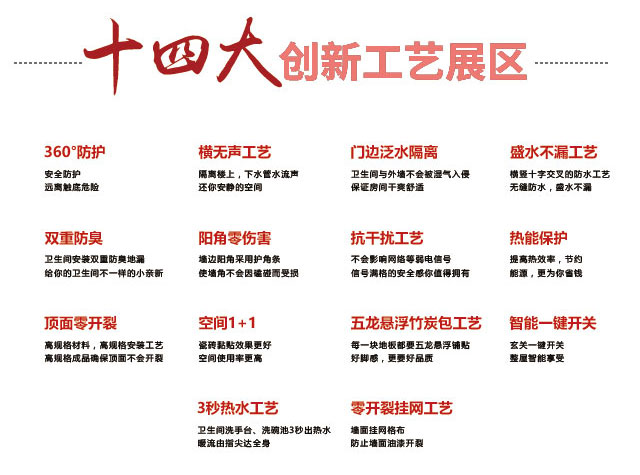 十四大创新工艺展区
360°防护
安全防护
远离触底危险
横无声工艺
隔离楼上，下水管水流声
还你安静的空间
门边泛水隔离
卫生间与外墙不会被湿气入侵
保证房间干爽舒适
盛水不漏工艺
横竖十字交叉的防水工艺
无缝防水，盛水不漏
双重防臭
卫生间安装双重防臭地漏
给你的卫生间不一样的小亲新
阳角零伤害
墙边阳角采用护角条
使墙角不会因磕碰而受损
抗干扰工艺
不会影响网络等弱电信号
信号满格的安全感你值得拥有
热能保护
提高热效率，节约
能源，更为你省钱
顶面零开裂
高规格材料，高规格安装工艺
高规格成品确保顶面不会开裂
空间1+1
瓷砖黏贴效果更好
空间使用率更高
五龙悬浮竹炭包工艺
每一块地板都要五龙悬浮铺贴
好脚感，更要好品质
智能一键开关
玄关一键开关
整屋智能享受
3秒热水工艺
卫生间洗手台、洗碗池3秒出热水
暖流由指尖达全身
零开裂挂网工艺
墙面挂网格布
防止墙面油漆开裂